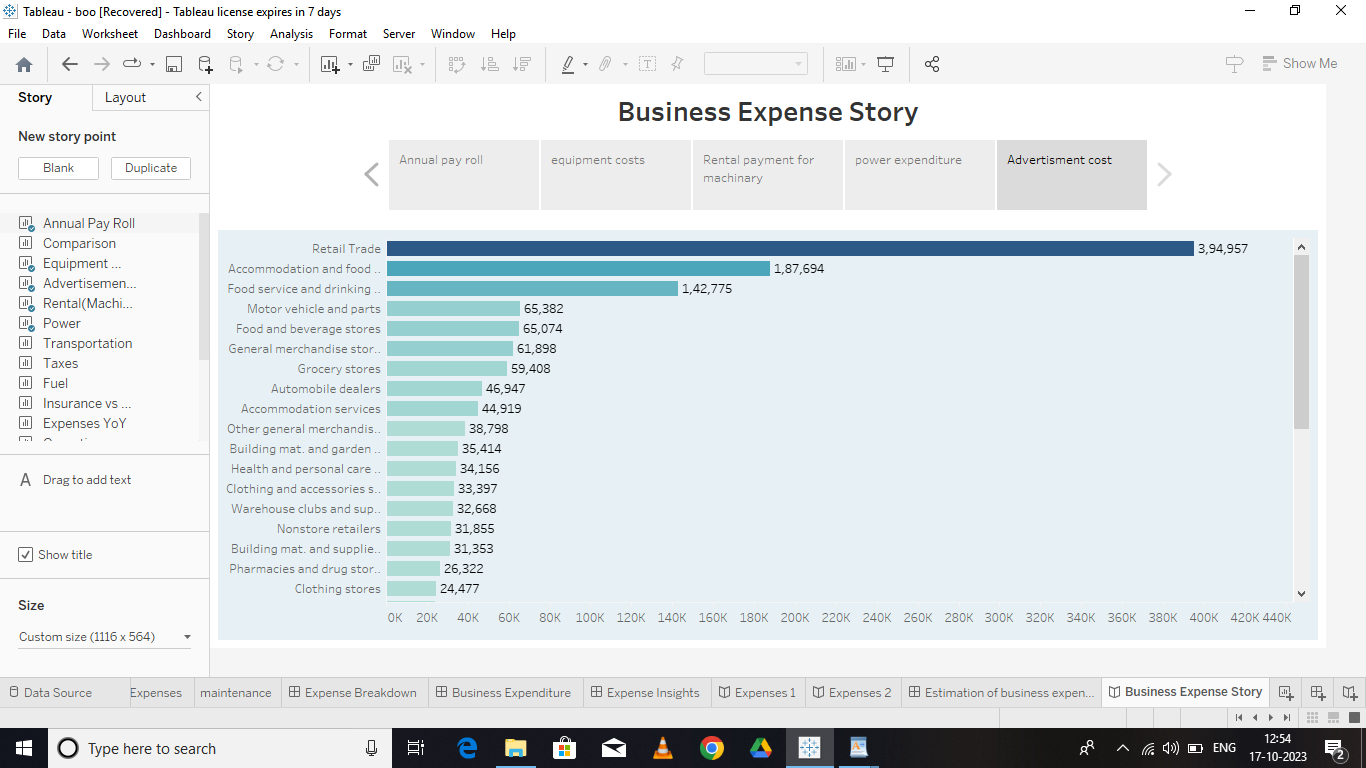 Tableau - boo [Recovered] - Tableau license expires in 7 days
File Data Worksheet Dashboard Story Analysis Format Server Window Help
Show Me
Story Layout
New story point
Blank Duplicate
Annual Pay Roll
Comparison
Equipment ...
Advertisemen...
Rental(Machi...
Power
Transportation
Taxes
Fuel
Insurance vs ...
Expenses YoY
A Drag to add text
Show title
Size
Custom size (1116 x 564)
Business Expense Story
Annual pay roll
equipment costs
Rental payment for
machinary
power expenditure
Advertisment cost
Retail Trade 3,94,957
Accommodation and food .. 1,87,694
Food service and drinking .. 1,42,775
Motor vehicle and parts 65,382
Food and beverage stores 65,074
General merchandise stor.. 61,898
Grocery stores 59,408
Automobile dealers 46,947
Accommodation services 44,919
Other general merchandis.. 38,798
Building mat. and garden .. 35,414
Health and personal care .. 34,156
Clothing and accessories s.. 33,397
Warehouse clubs and sup.. 32,668
Nonstore retailers 31,855
Building mat. and supplie.. 31,353
Pharmacies and drug stor.. 26,322
Clothing stores 24,477
0K 20K 40K 60K 80K 100K 120K 140K 160K 180K 200K 220K 240K 260K 280K 300K 320K 340K 360K 380K 400K 420K 440K
Data Source Expenses maintenance Expense Breakdown Business Expenditure Expense Insights Expenses 1 Expenses 2 Estimation of business expen... Business Expense Story
Type here to search
ENG
12:54
17-10-2023
2